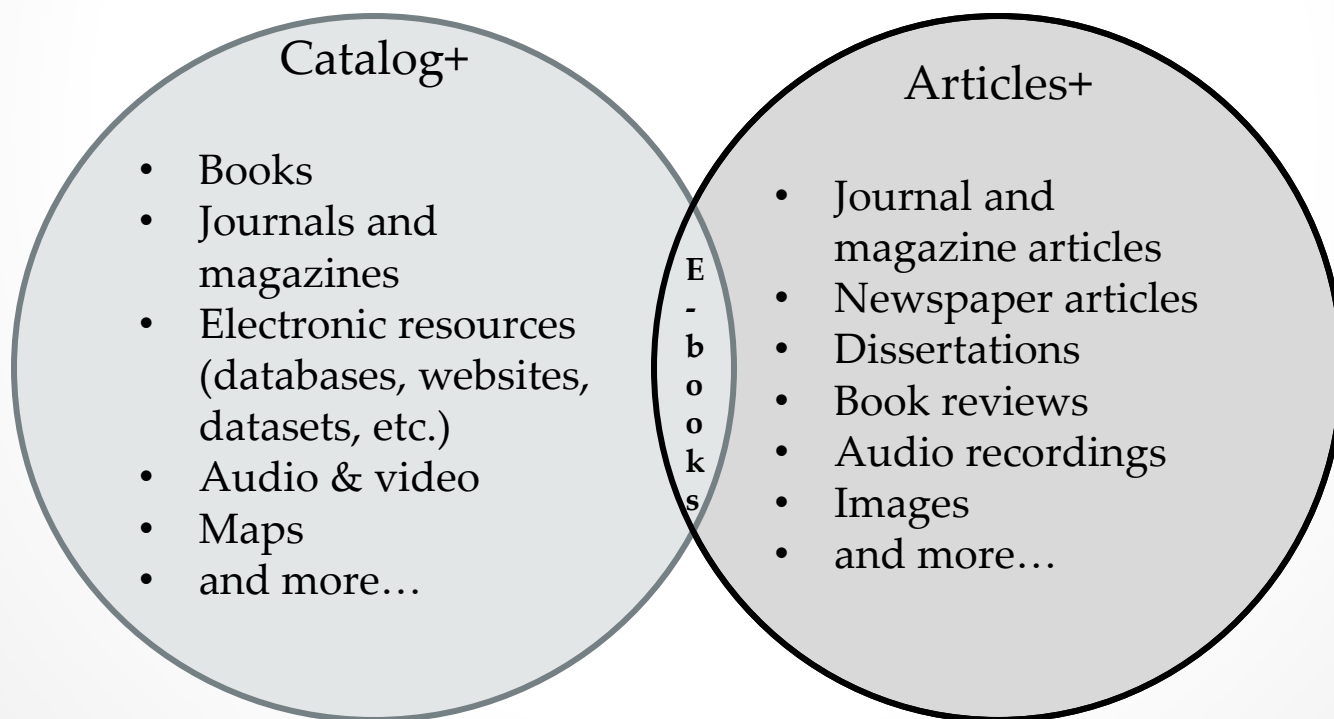 Catalog+
• Books
• Journals and
magazines
• Electronic resources
(databases, websites,
datasets, etc.)
• Audio & video
• Maps
• and more…
E
-
b
o
o
k
s
Articles+
• Journal and
magazine articles
• Newspaper articles
• Dissertations
• Book reviews
• Audio recordings
• Images
• and more…